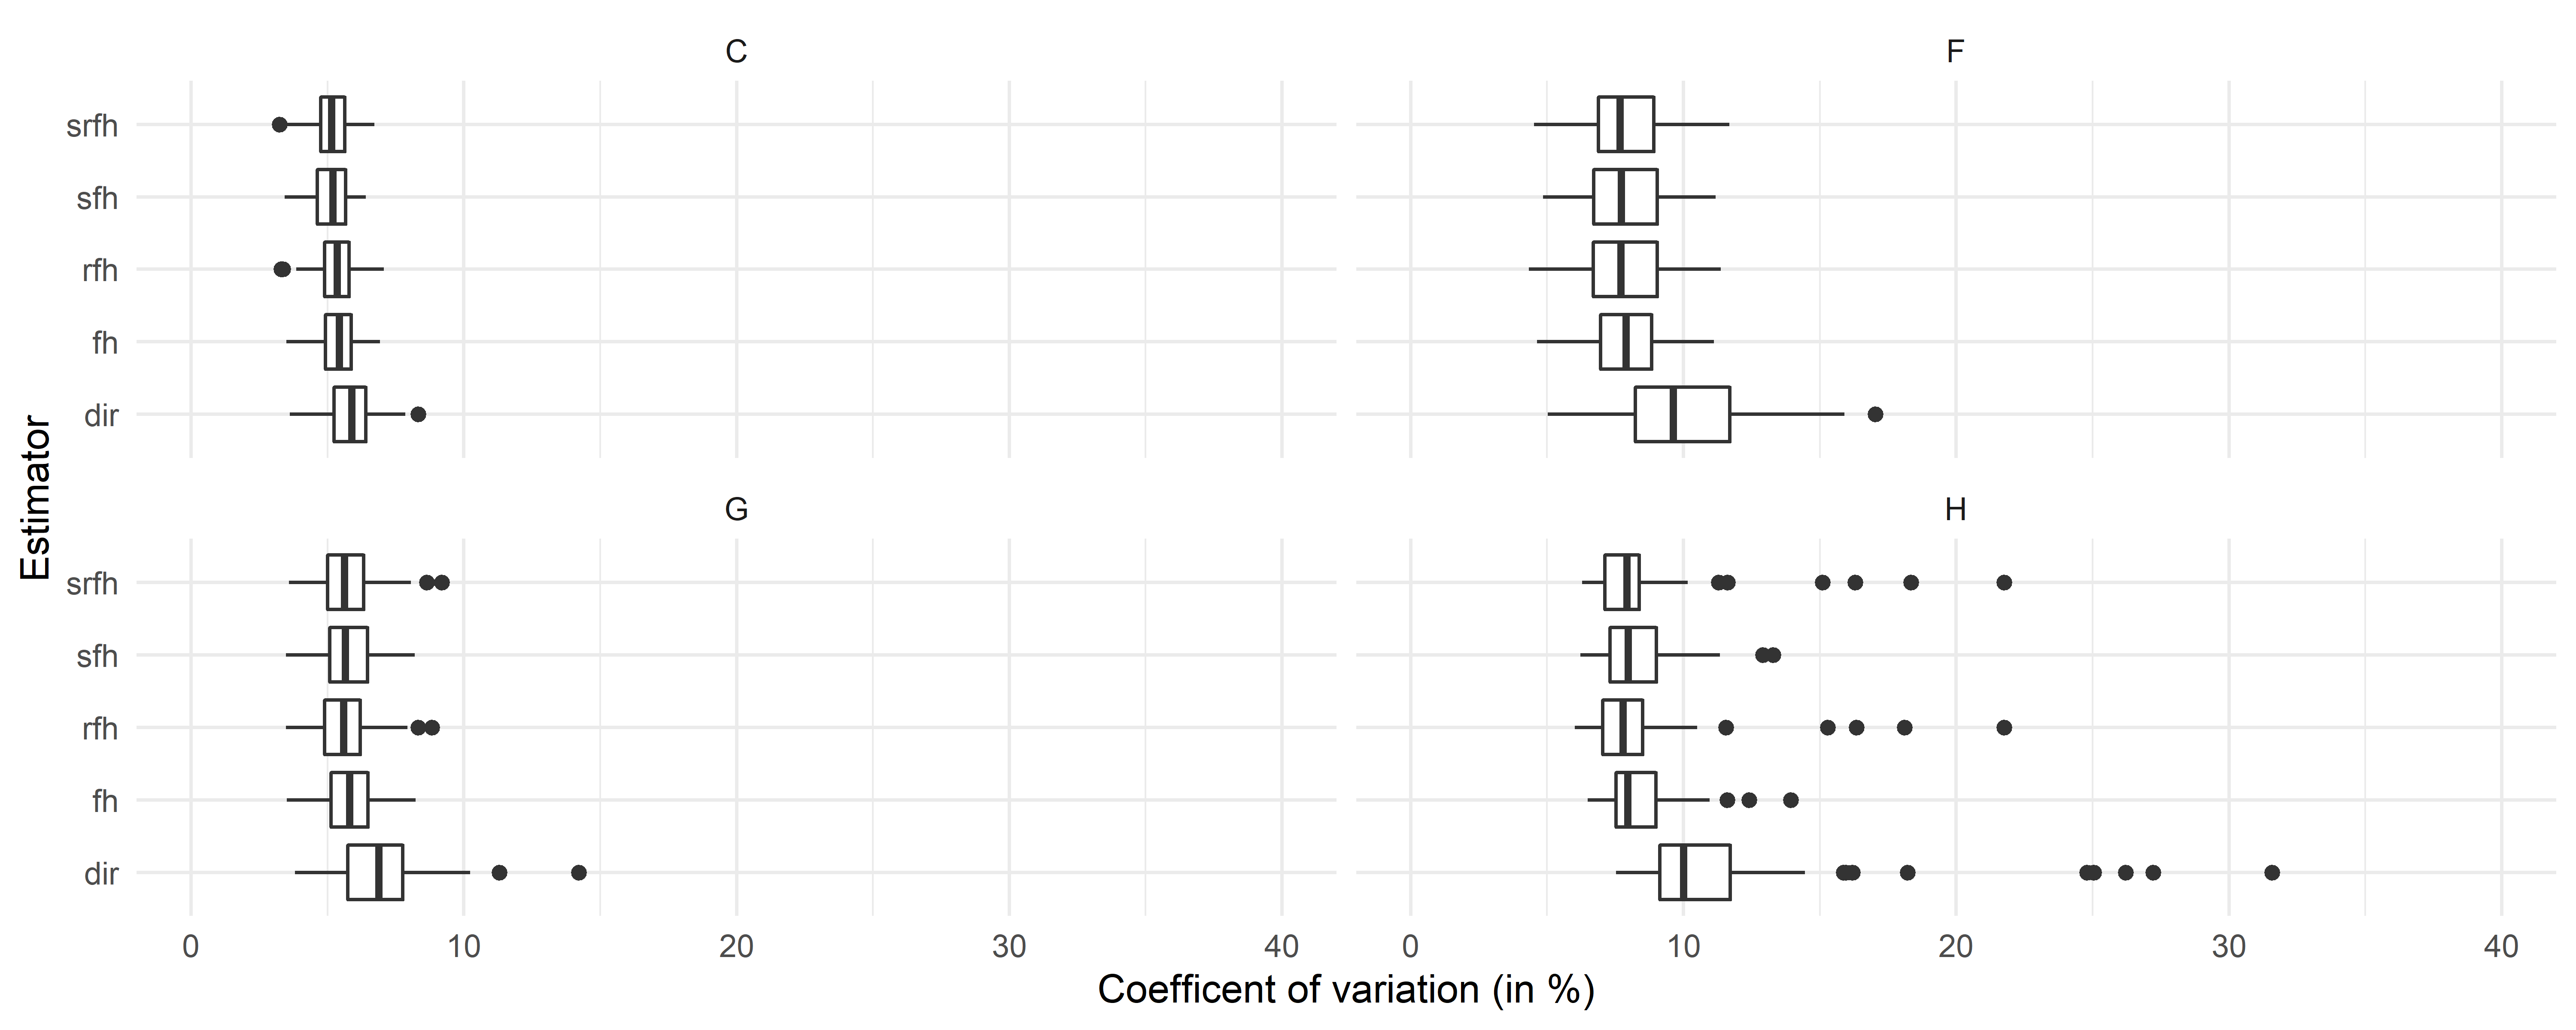 C
F
srfh
sfh
rfh
fh
dir
G
H
srfh
sfh
rfh
fh
dir
0 10 20 30 40 0 10 20 30 40
Coefficent of variation (in %)
Estimator